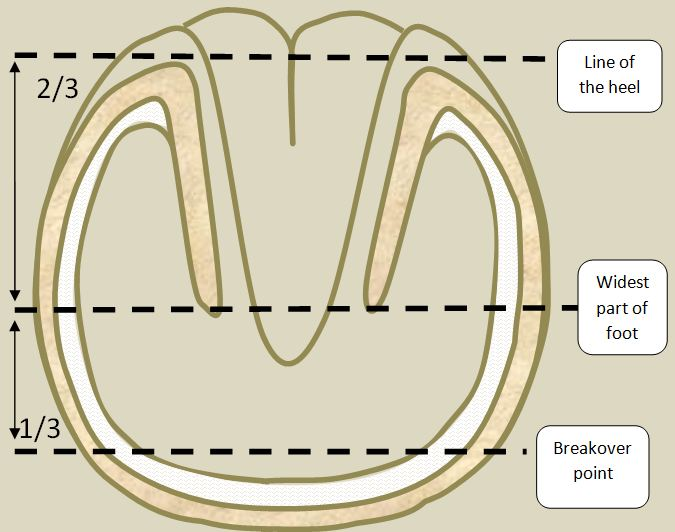 Line of
the heel
2/3
Widest
part of
foot
1/3
Breakover
point